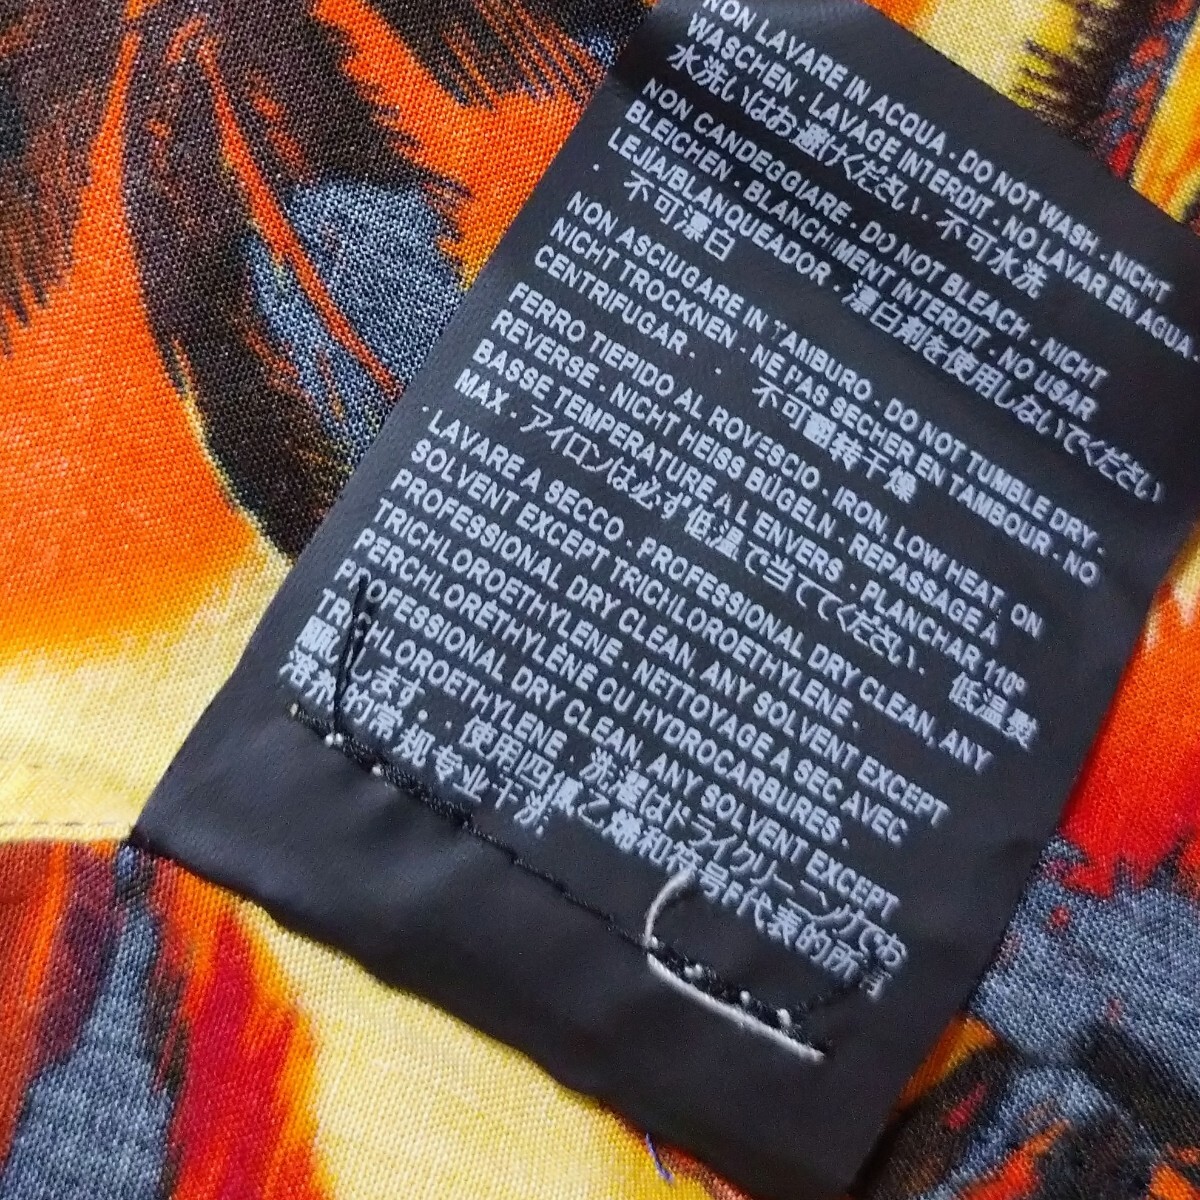 NON LAVARE IN ACQUA · DO NOT WASH · NICHT
WASCHEN · LAVAGE INTERDIT · NO LAVAR EN AGUA ·
水洗いはお避けください · 不可水洗
NON CANDEGGIARE · DO NOT BLEACH · NICHT
BLEICHEN · BLANCHIMENT INTERDIT · NO USAR
LEJIA/BLANQUEADOR · 漂白剤を使用しないでください
· 不可漂白
NON ASCIUGARE IN TAMBURO · DO NOT TUMBLE DRY ·
NICHT TROCKNEN · NE PAS SECHER EN TAMBOUR · NO
CENTRIFUGAR · · 不可翻转干燥
FERRO TIEPIDO AL ROVESCIO · IRON, LOW HEAT ON
REVERSE · NICHT HEISS BÜGELN · REPASSAGE À
BASSE TEMPERATURE A L ENVERS · PLANCHAR 110º
MAX · アイロンは必ず低温で当ててください · 低温熨
· LAVARE A SECCO · PROFESSIONAL DRY CLEAN, ANY
SOLVENT EXCEPT TRICHLOROETHYLENE.
PROFESSIONAL DRY CLEAN, ANY SOLVENT EXCEPT
TRICHLOROETHYLENE · NETTOYAGE A SEC AVEC
PERCHLORÉTHYLÈNE OU HYDROCARBURES.
PROFESSIONAL DRY CLEAN, ANY SOLVENT EXCEPT
TRICHLOROETHYLENE · 洗濯はドライクリーニングでお
願します · · 使用四氯乙烯和符号P代表的所有
溶剂的常规专业干洗